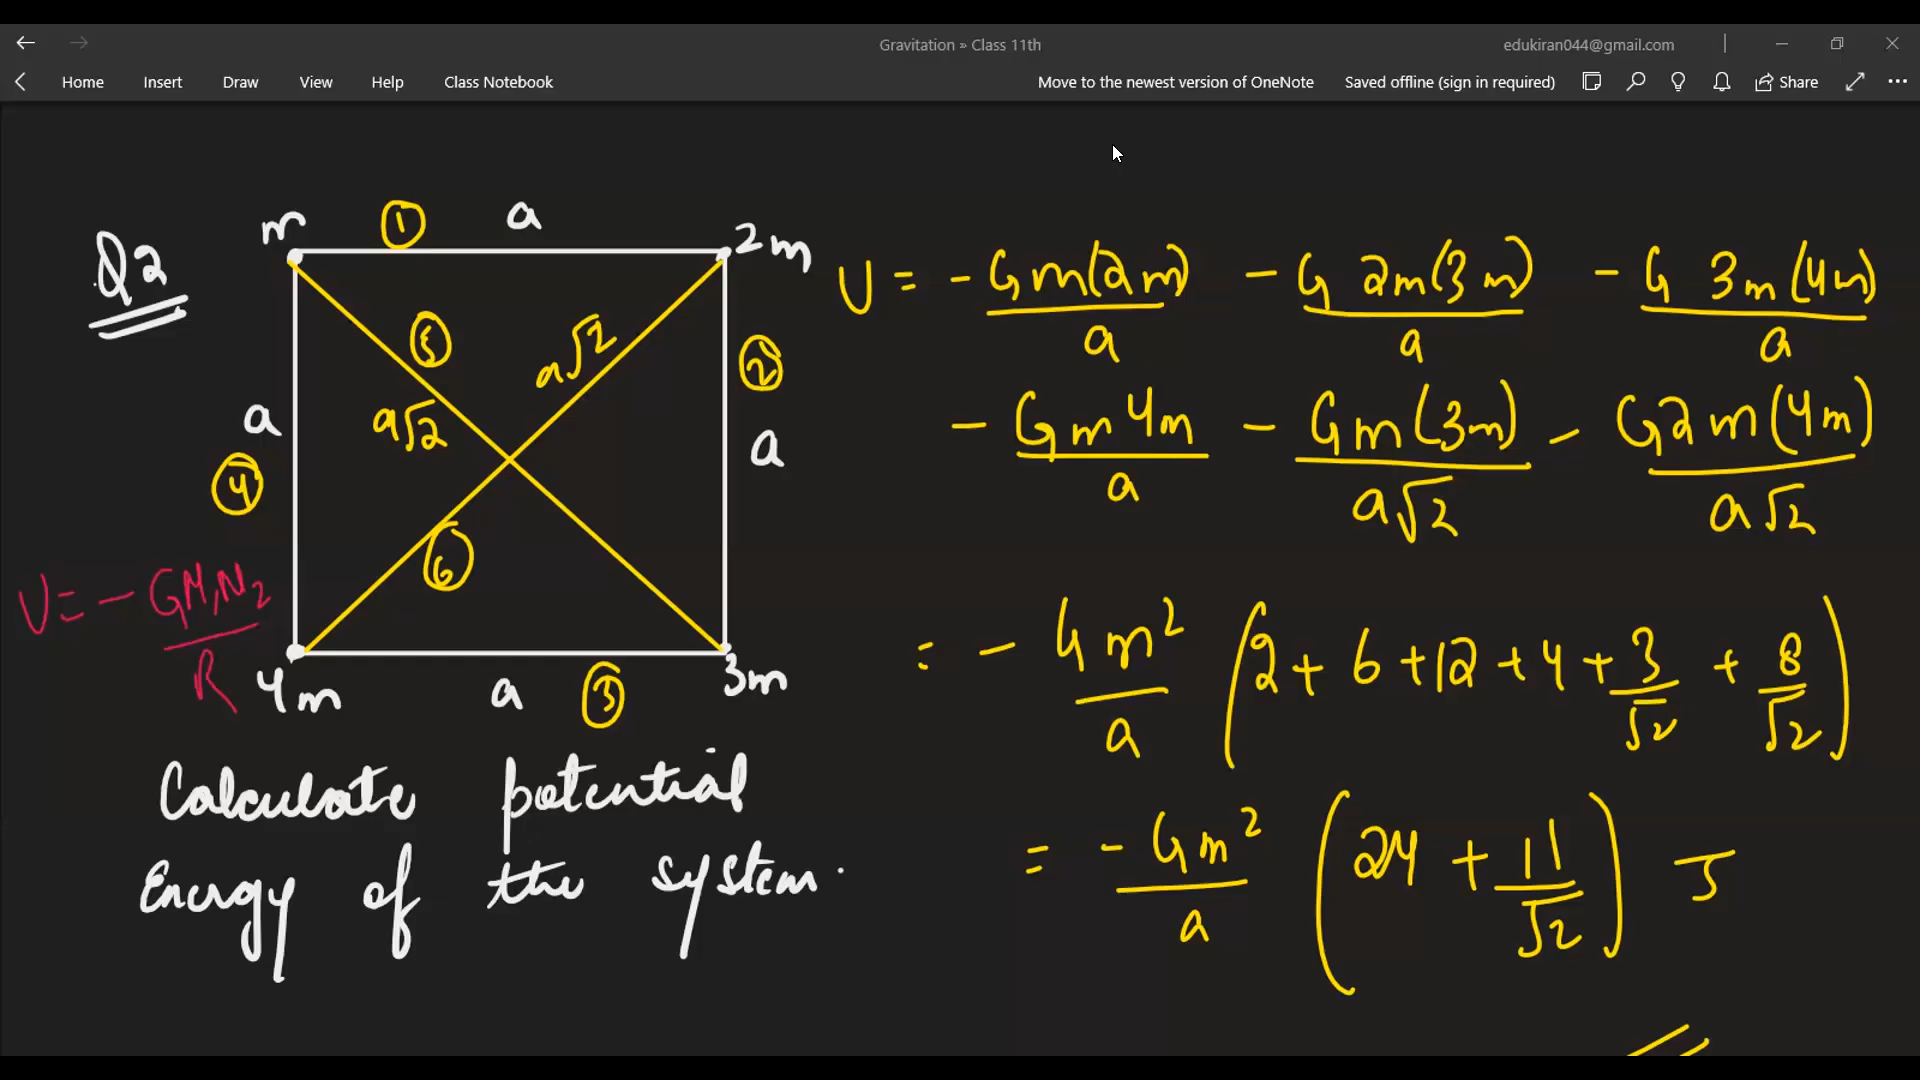 Gravitation » Class 11th
edukiran044@gmail.com
Home Insert Draw View Help Class Notebook
Move to the newest version of OneNote Saved offline (sign in required) Share
Q2
m ① a 2m
⑤ a√2 ②
a a√2 a
④ ⑥
4m a ③ 3m
U = - GM1M2 / R
Calculate potential
Energy of the system.
U = - Gm(2m)/a - G 2m(3m)/a - G 3m(4m)/a
- Gm4m/a - Gm(3m)/a√2 - G2m(4m)/a√2
= - Gm²/a (2 + 6 + 12 + 4 + 3/√2 + 8/√2)
= - Gm²/a (24 + 11/√2) J